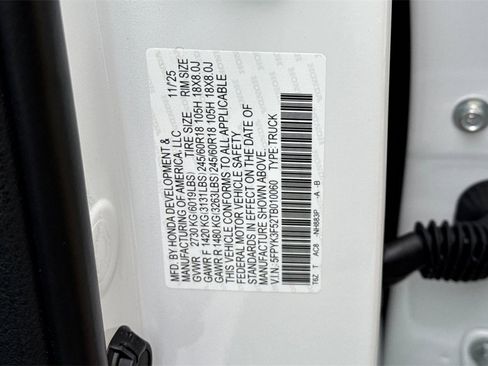 MFD. BY HONDA DEVELOPMENT & 11/25
MANUFACTURING OF AMERICA, LLC
TIRE SIZE RIM SIZE
GVWR 2730 KG(6019LBS)
GAWR F 1420 KG(3131LBS)245/60R18 105H 18X8.0J
GAWR R 1480 KG(3263LBS)245/60R18 105H 18X8.0J
THIS VEHICLE CONFORMS TO ALL APPLICABLE
FEDERAL MOTOR VEHICLE SAFETY
STANDARDS IN EFFECT ON THE DATE OF
MANUFACTURE SHOWN ABOVE.
V.I.N.:5FPYK3F52TB010060 TYPE:TRUCK
T6Z T AC8 -NH883P -A -B